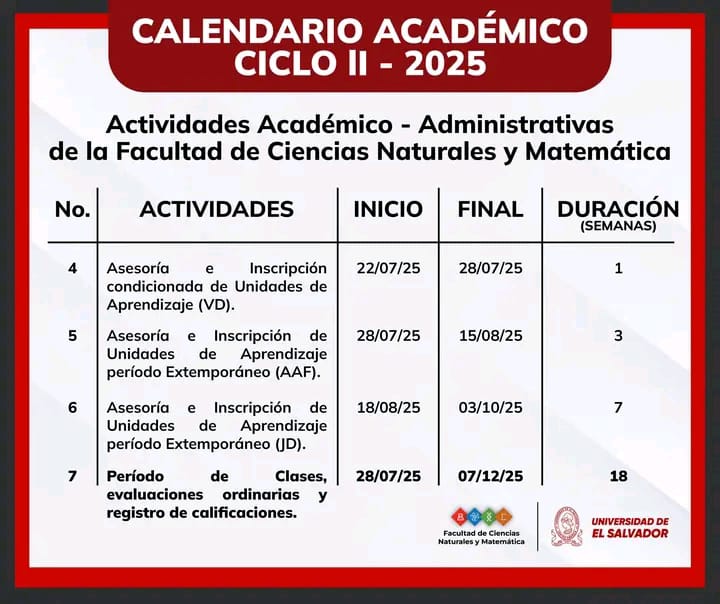 CALENDARIO ACADÉMICO
CICLO II - 2025
Actividades Académico - Administrativas
de la Facultad de Ciencias Naturales y Matemática
No. ACTIVIDADES INICIO FINAL DURACIÓN
(SEMANAS)
4 Asesoría e Inscripción 22/07/25 28/07/25 1
condicionada de Unidades de
Aprendizaje (VD).
5 Asesoría e Inscripción de 28/07/25 15/08/25 3
Unidades de Aprendizaje
período Extemporáneo (AAF).
6 Asesoría e Inscripción de 18/08/25 03/10/25 7
Unidades de Aprendizaje
período Extemporáneo (JD).
7 Período de Clases, 28/07/25 07/12/25 18
evaluaciones ordinarias y
registro de calificaciones.
Facultad de Ciencias
Naturales y Matemática
UNIVERSIDAD DE
EL SALVADOR